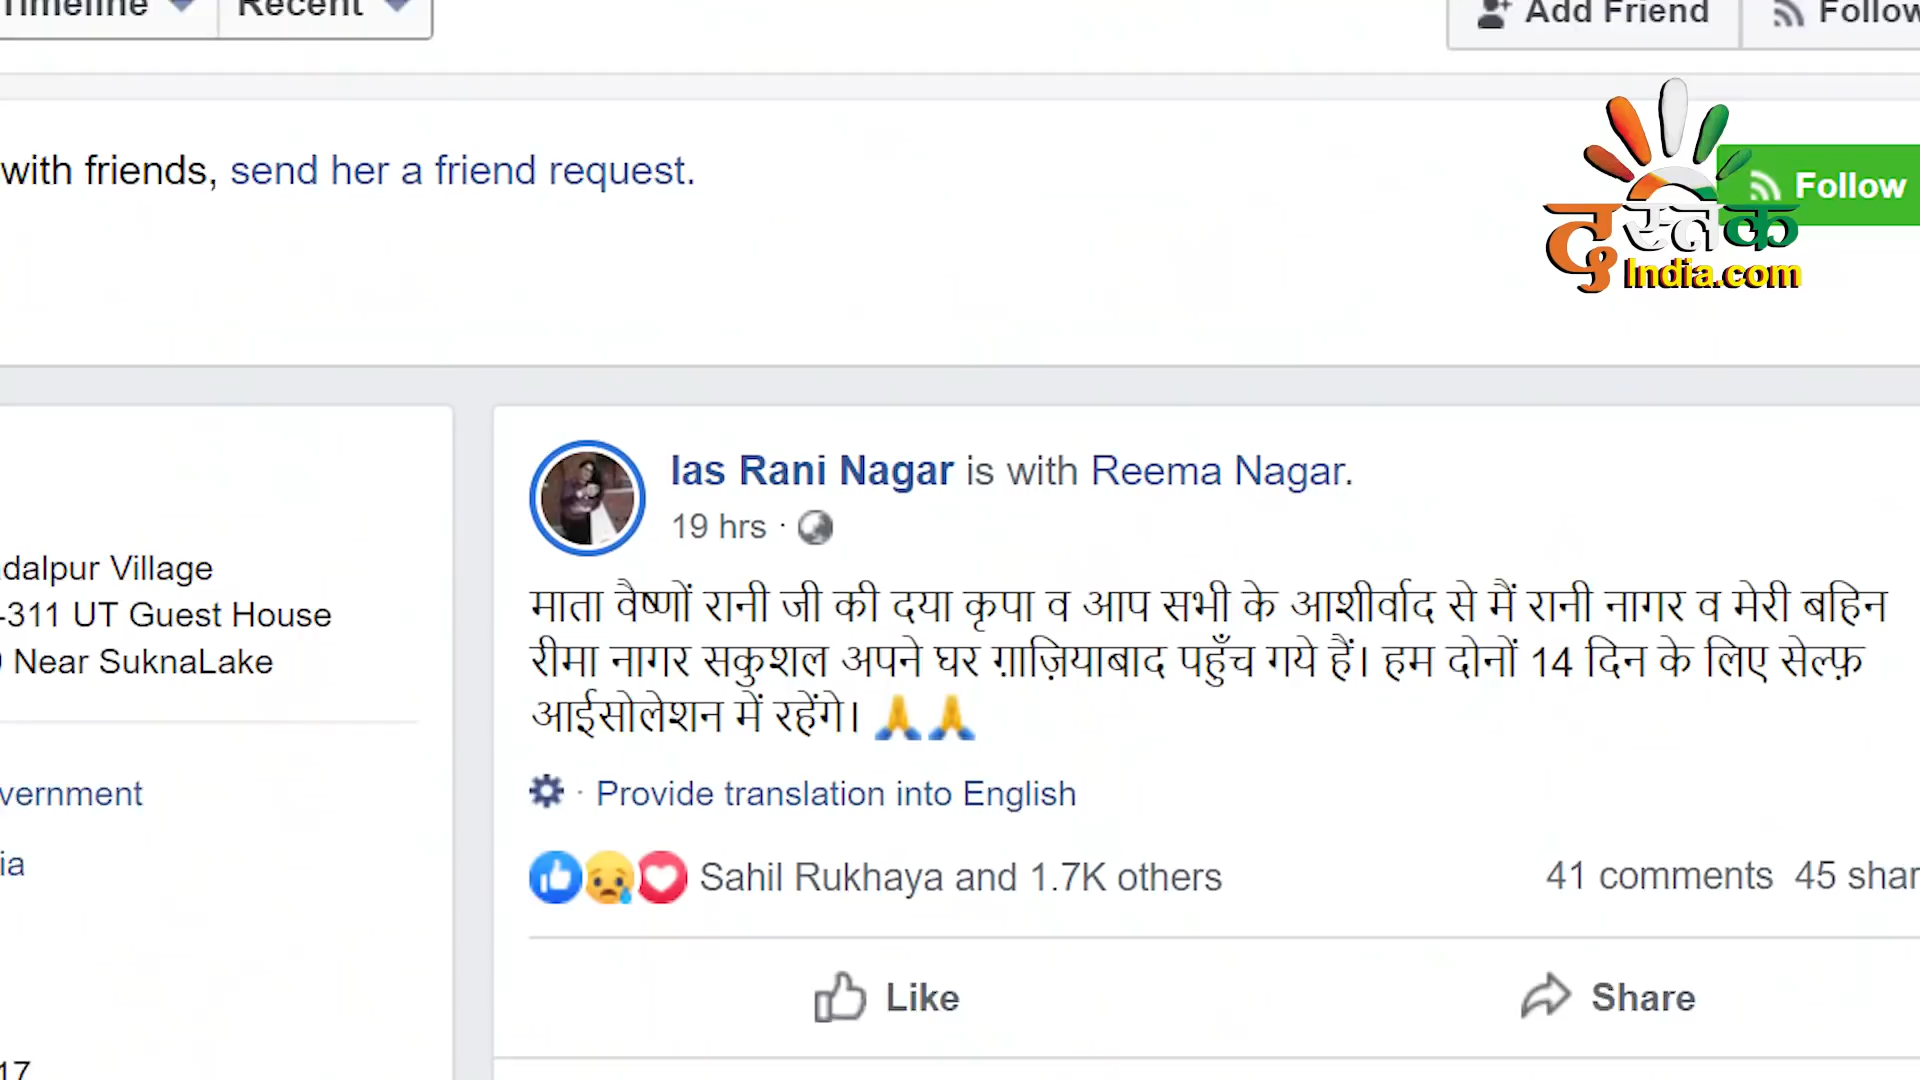 Timeline Recent Add Friend Follow
with friends, send her a friend request.
Follow
दस्तक
India.com
Ias Rani Nagar is with Reema Nagar.
19 hrs ·
dalpur Village
-311 UT Guest House
Near SuknaLake
माता वैष्णों रानी जी की दया कृपा व आप सभी के आशीर्वाद से मैं रानी नागर व मेरी बहिन
रीमा नागर सकुशल अपने घर ग़ाज़ियाबाद पहुँच गये हैं। हम दोनों 14 दिन के लिए सेल्फ़
आईसोलेशन में रहेंगे। 🙏🙏
vernment
· Provide translation into English
ia
Sahil Rukhaya and 1.7K others 41 comments 45 shar
Like Share
17